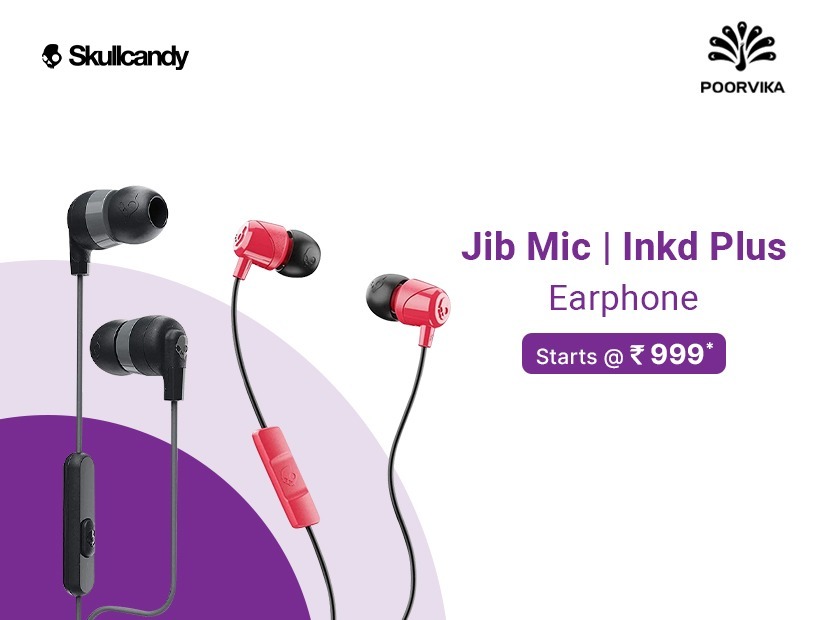 Skullcandy
POORVIKA
Jib Mic | Inkd Plus
Earphone
Starts @ ₹ 999*